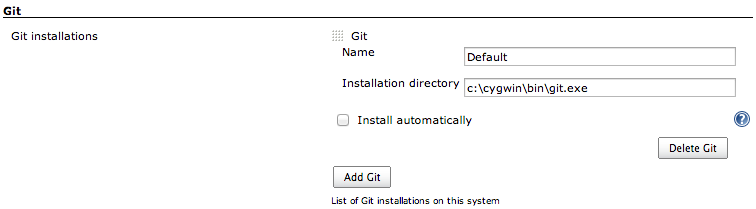 Git
Git installations
Git
Name
Default
Installation directory
c:\cygwin\bin\git.exe
Install automatically
?
Delete Git
Add Git
List of Git installations on this system